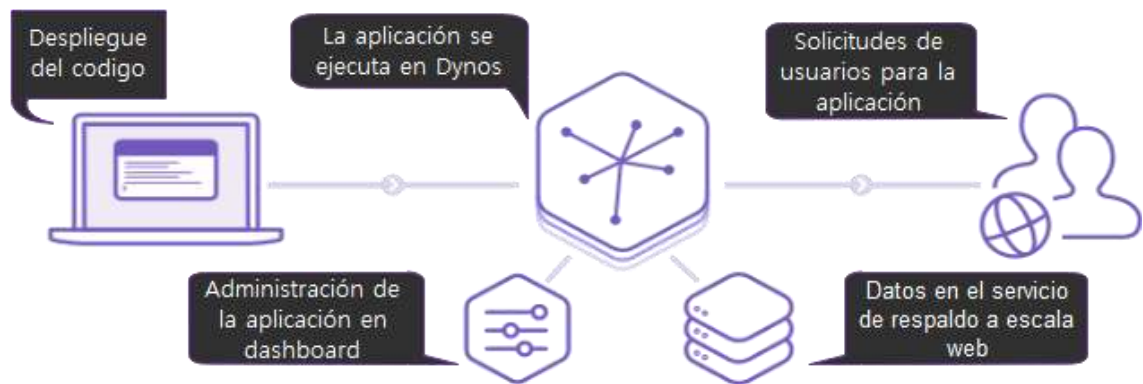 Despliegue
del codigo
La aplicación se
ejecuta en Dynos
Solicitudes de
usuarios para la
aplicación
Administración de
la aplicación en
dashboard
Datos en el servicio
de respaldo a escala
web